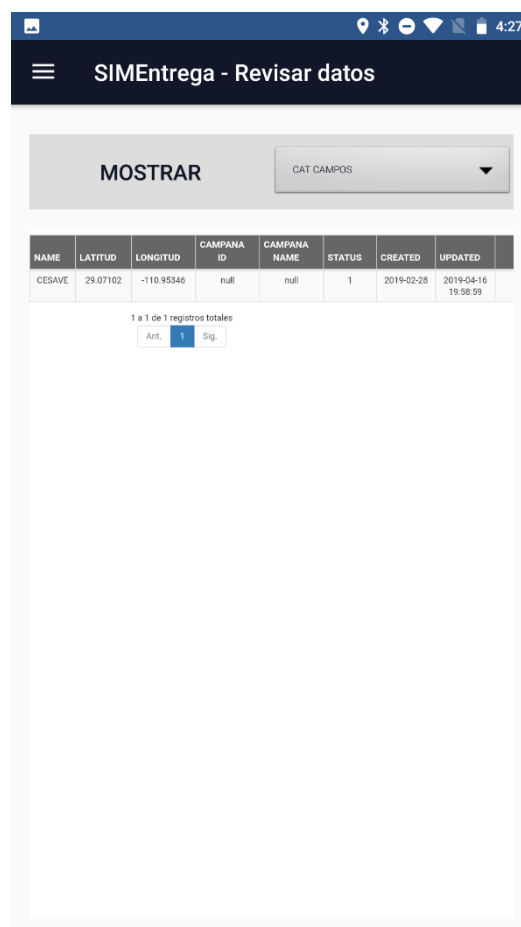 4:27
SIMEntrega - Revisar datos
MOSTRAR CAT CAMPOS
NAME LATITUD LONGITUD CAMPANA ID CAMPANA NAME STATUS CREATED UPDATED
CESAVE 29.07102 -110.95346 null null 1 2019-02-28 2019-04-16 19:58:59
1 a 1 de 1 registros totales
Ant. 1 Sig.